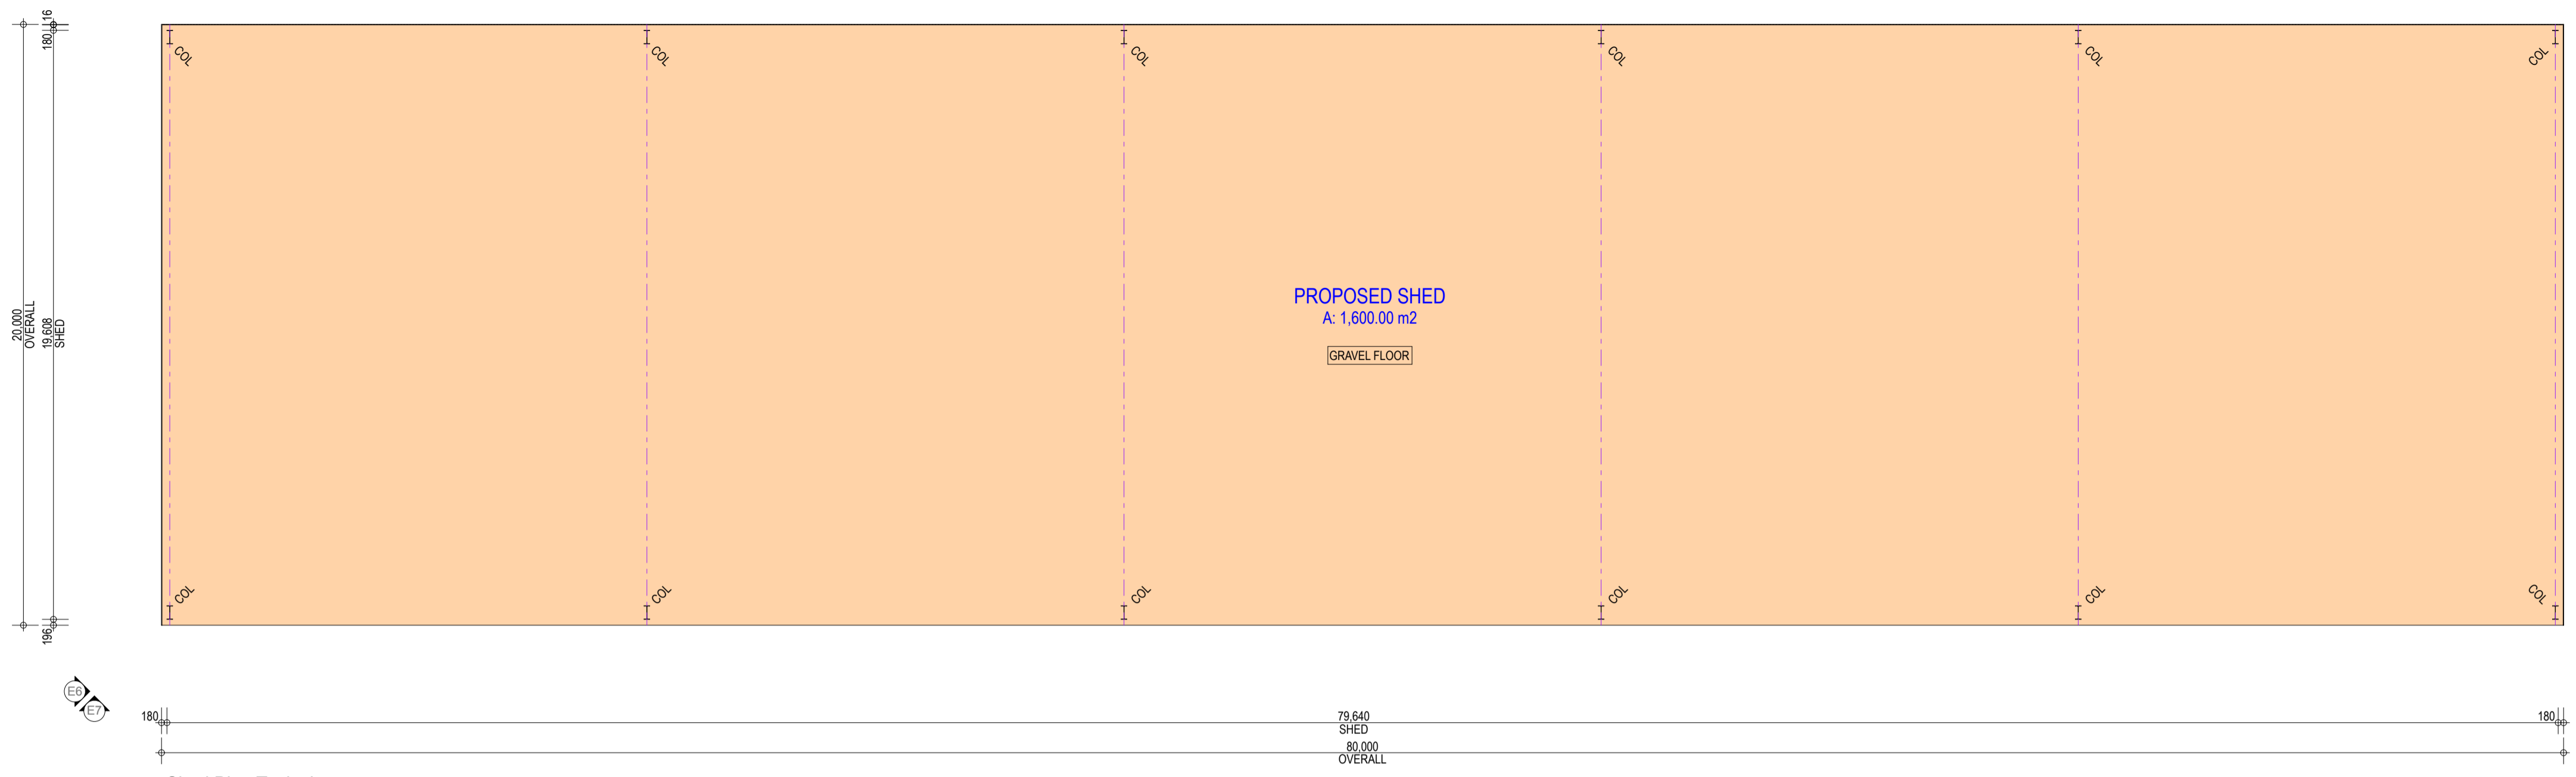 16
180
COL
COL
COL
COL
COL
COL
20,000
OVERALL
19,608
SHED
PROPOSED SHED
A: 1,600.00 m2
GRAVEL FLOOR
COL
COL
COL
COL
COL
COL
196
E6
E7
180
79,640
SHED
180
80,000
OVERALL